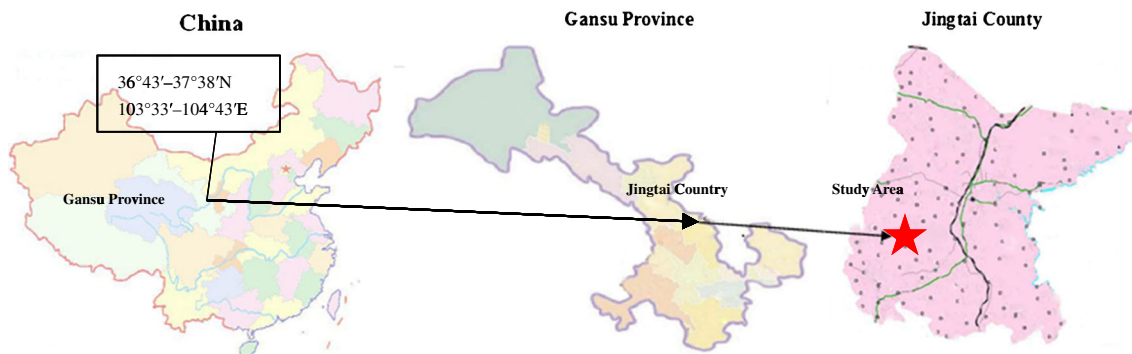 China
Gansu Province
Jingtai County
36°43′–37°38′N
103°33′–104°43′E
Gansu Province
Jingtai Country
Study Area